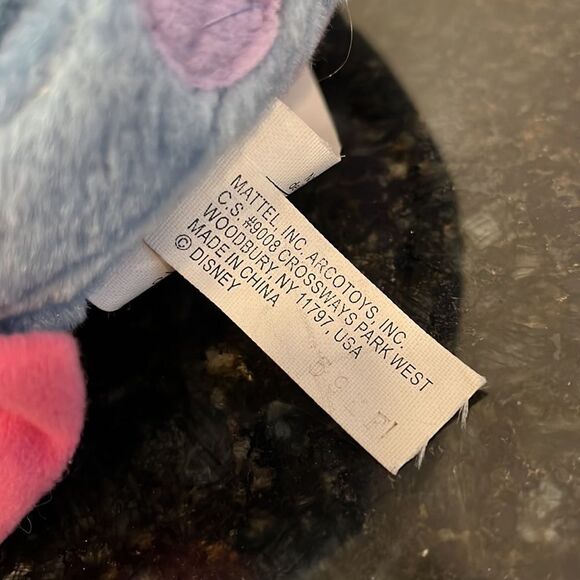 MATTEL, INC. ARCOTOYS, INC.
C.S. #9008 CROSSWAYS PARK WEST
WOODBURY, NY 11797, USA
MADE IN CHINA
© DISNEY